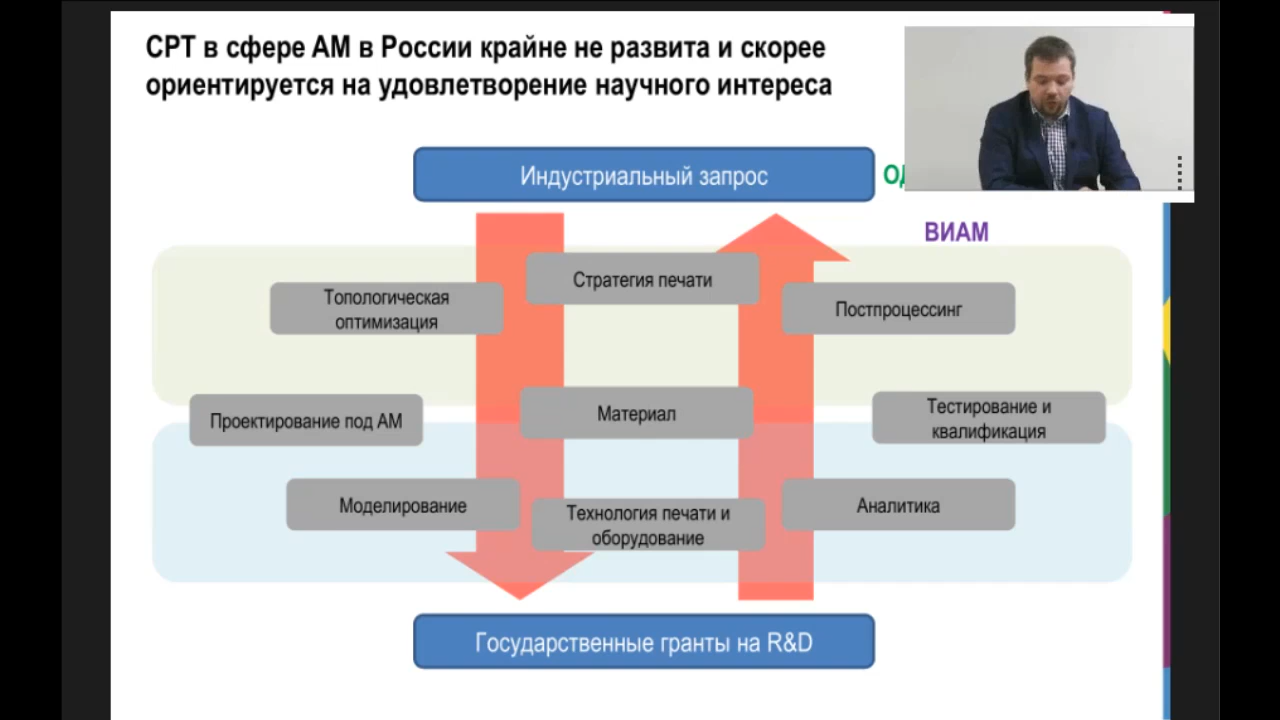 СРТ в сфере АМ в России крайне не развита и скорее
ориентируется на удовлетворение научного интереса
Индустриальный запрос
ВИАМ
Стратегия печати
Топологическая
оптимизация
Постпроцессинг
Проектирование под АМ
Материал
Тестирование и
квалификация
Моделирование
Технология печати и
оборудование
Аналитика
Государственные гранты на R&D